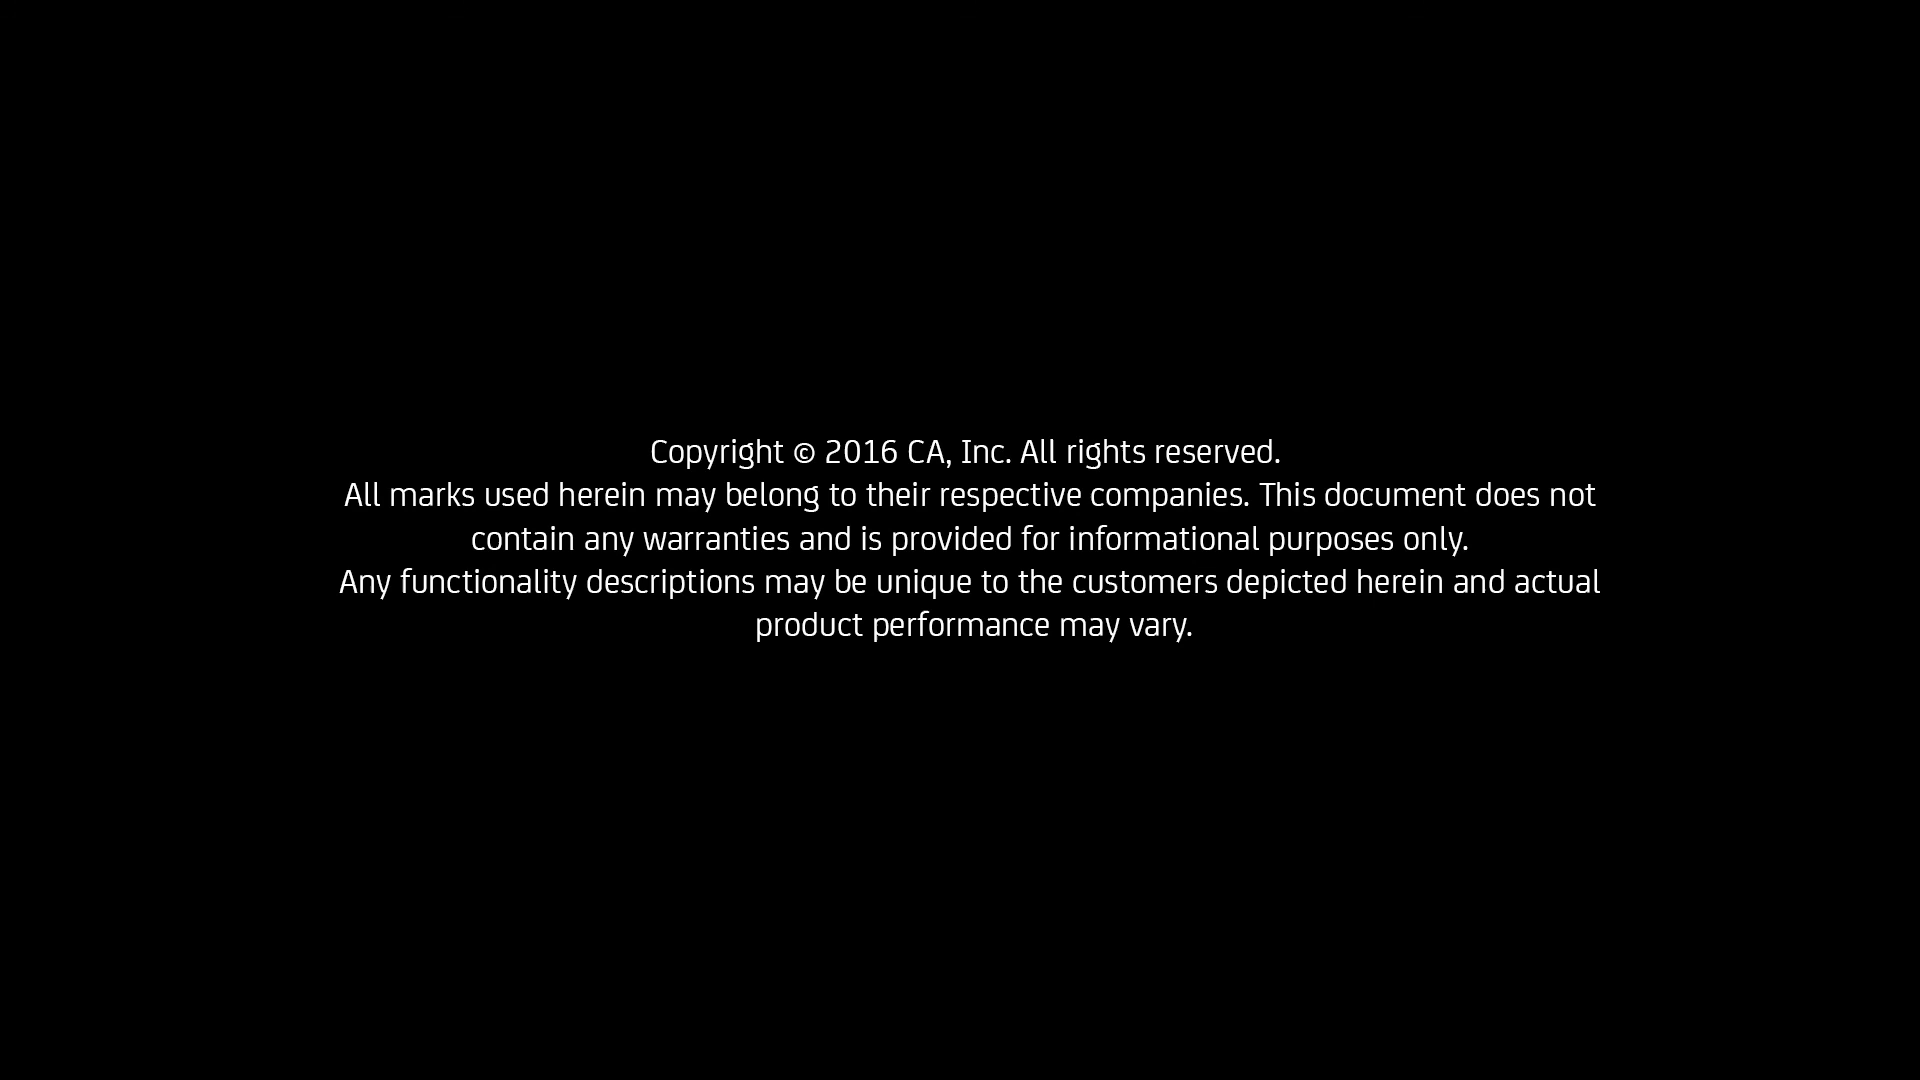 Copyright © 2016 CA, Inc. All rights reserved.
All marks used herein may belong to their respective companies. This document does not
contain any warranties and is provided for informational purposes only.
Any functionality descriptions may be unique to the customers depicted herein and actual
product performance may vary.